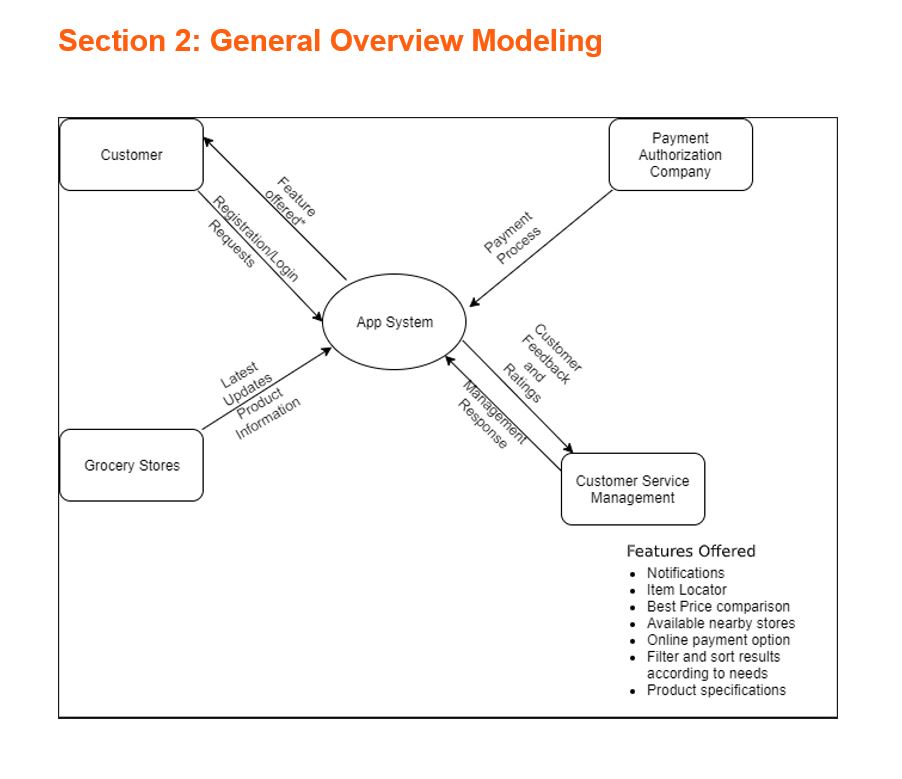 Section 2: General Overview Modeling
Customer
Payment
Authorization
Company
Feature
offered*
Registration/Login
Requests
Payment
Process
App System
Customer
Feedback
and
Ratings
Latest
Updates
Product
Information
Management
Response
Grocery Stores
Customer Service
Management
Features Offered
• Notifications
• Item Locator
• Best Price comparison
• Available nearby stores
• Online payment option
• Filter and sort results
according to needs
• Product specifications